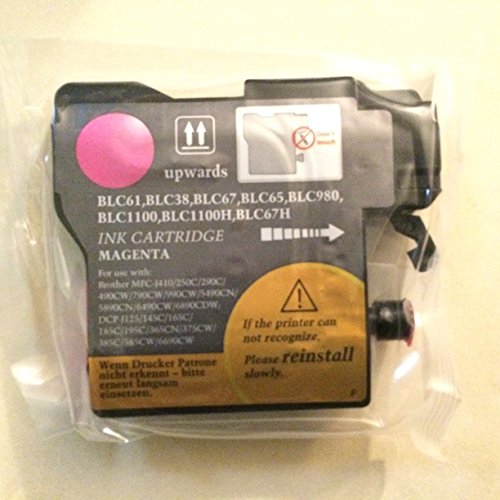 Don't
touch
upwards
BLC61,BLC38,BLC67,BLC65,BLC980,
BLC1100,BLC1100H,BLC67H
INK CARTRIDGE
MAGENTA
For use with:
Brother MFC-J410/250C/290C/
490CW/790CW/990CW/5490CN/
5890CN/6490CW/6890CDW/
DCP-J125/145C/165C/
185C/195C/365CN/375CW/
385C/585CW/6690CW
If the printer can
not recognize,
Please reinstall
slowly.
Wenn Drucker Patrone
nicht erkennt – bitte
erneut langsam
einsetzen.
F